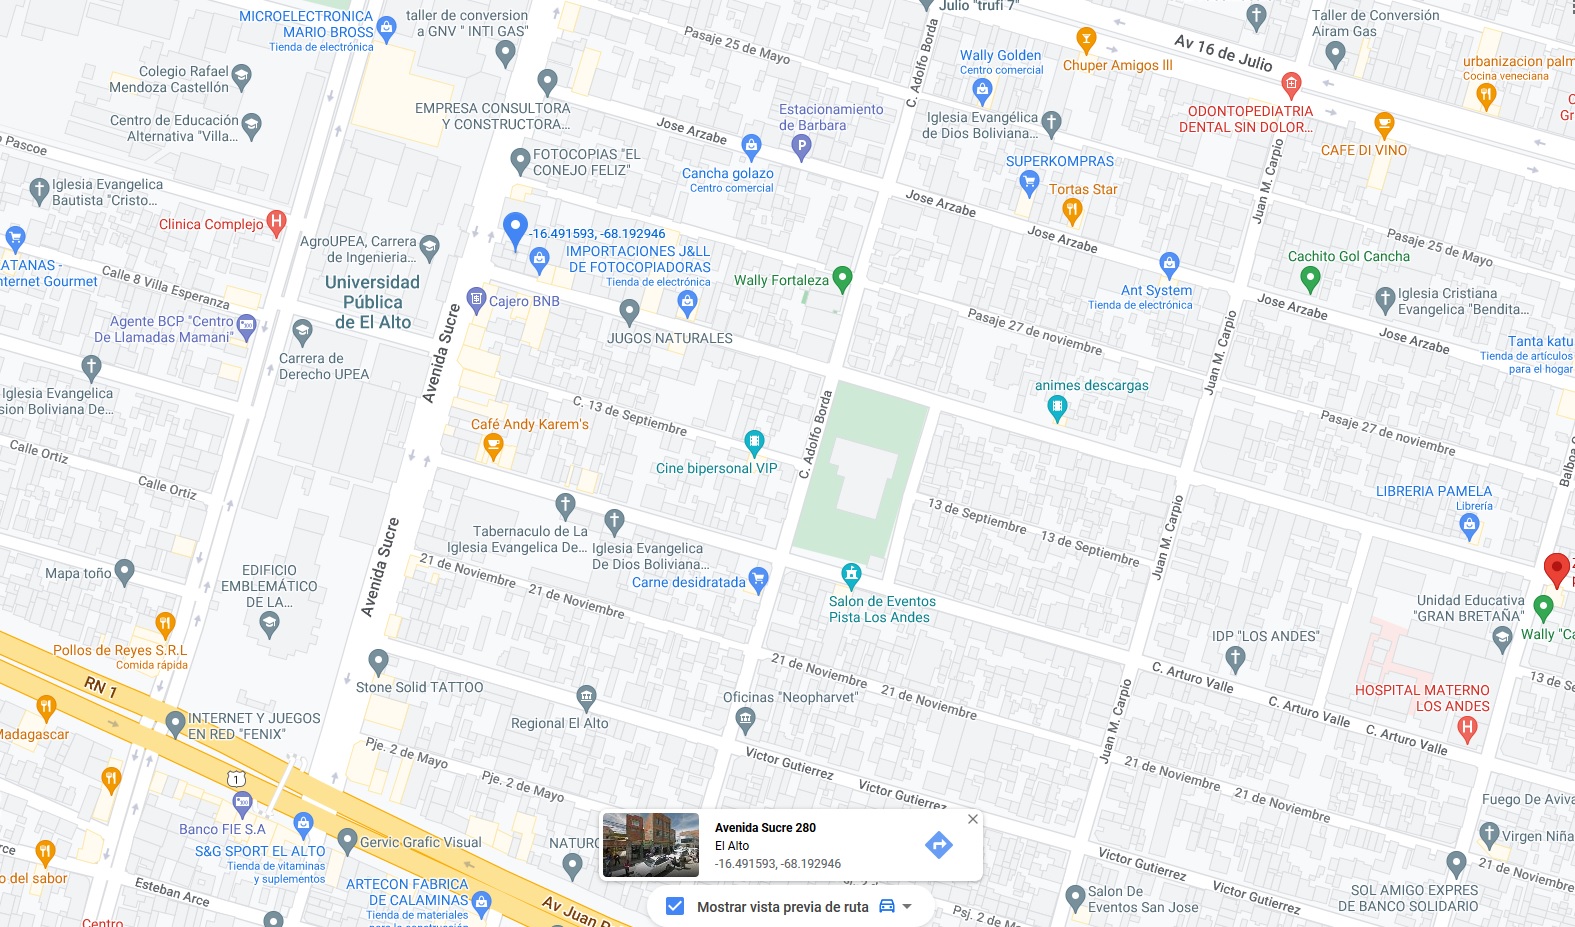 MICROELECTRONICA
MARIO BROSS
Tienda de electrónica
taller de conversion
a GNV " INTI GAS"
Pasaje 25 de Mayo
C. Adolfo Borda
Julio "trufi 7"
Wally Golden
Centro comercial
Chuper Amigos lll
Av 16 de Julio
Taller de Conversión
Airam Gas
urbanizacion palm
Cocina veneciana
Colegio Rafael
Mendoza Castellón
Centro de Educación
Alternativa "Villa...
EMPRESA CONSULTORA
Y CONSTRUCTORA...
Jose Arzabe
Estacionamiento
de Barbara
Iglesia Evangélica
de Dios Boliviana...
ODONTOPEDIATRIA
DENTAL SIN DOLOR...
CAFE DI VINO
o Pascoe
Iglesia Evangelica
Bautista "Cristo...
Clinica Complejo
FOTOCOPIAS "EL
CONEJO FELIZ"
Cancha golazo
Centro comercial
SUPERKOMPRAS
Tortas Star
Jose Arzabe
Jose Arzabe
Juan M. Carpio
Pasaje 25 de Mayo
AgroUPEA, Carrera
de Ingenieria...
Universidad
Pública
de El Alto
-16.491593, -68.192946
IMPORTACIONES J&LL
DE FOTOCOPIADORAS
Tienda de electrónica
Wally Fortaleza
Ant System
Tienda de electrónica
Cachito Gol Cancha
Iglesia Cristiana
Evangelica "Bendita...
ATANAS -
nternet Gourmet
Calle 8 Villa Esperanza
Agente BCP "Centro
De Llamadas Mamani"
Cajero BNB
JUGOS NATURALES
Pasaje 27 de noviembre
Jose Arzabe
Jose Arzabe
Tanta katu
Tienda de artículos
para el hogar
Carrera de
Derecho UPEA
Avenida Sucre
Juan M. Carpio
Iglesia Evangelica
sion Boliviana De...
Café Andy Karem's
C. 13 de Septiembre
C. Adolfo Borda
animes descargas
Pasaje 27 de noviembre
Calle Ortiz
Calle Ortiz
Cine bipersonal VIP
Balboa
LIBRERIA PAMELA
Librería
Tabernaculo de La
Iglesia Evangelica De...
Iglesia Evangelica
De Dios Boliviana...
13 de Septiembre
13 de Septiembre
Juan M. Carpio
Mapa toño
EDIFICIO
EMBLEMÁTICO
DE LA...
Avenida Sucre
21 de Noviembre
21 de Noviembre
Carne desidratada
Salon de Eventos
Pista Los Andes
Unidad Educativa
"GRAN BRETAÑA"
Wally "Ca
Pollos de Reyes S.R.L
Comida rápida
RN 1
Stone Solid TATTOO
Regional El Alto
21 de Noviembre
21 de Noviembre
Oficinas "Neopharvet"
IDP "LOS ANDES"
C. Arturo Valle
C. Arturo Valle
C. Arturo Valle
13 de Se
HOSPITAL MATERNO
LOS ANDES
Madagascar
INTERNET Y JUEGOS
EN RED "FENIX"
Pje. 2 de Mayo
Pje. 2 de Mayo
Victor Gutierrez
Victor Gutierrez
Juan M. Carpio
21 de Noviembre
21 de Noviembre
1
Banco FIE S.A
S&G SPORT EL ALTO
Tienda de vitaminas
y suplementos
Gervic Grafic Visual
NATURO
Avenida Sucre 280
El Alto
-16.491593, -68.192946
Mostrar vista previa de ruta
Fuego De Aviva
Virgen Niña
21 de Noviembre
o del sabor
Esteban Arce
ARTECON FABRICA
DE CALAMINAS
Tienda de materiales
para la construcción
Av Juan P
Victor Gutierrez
Victor Gutierrez
Salon De
Eventos San Jose
Psj. 2 de May
SOL AMIGO EXPRES
DE BANCO SOLIDARIO
Centro